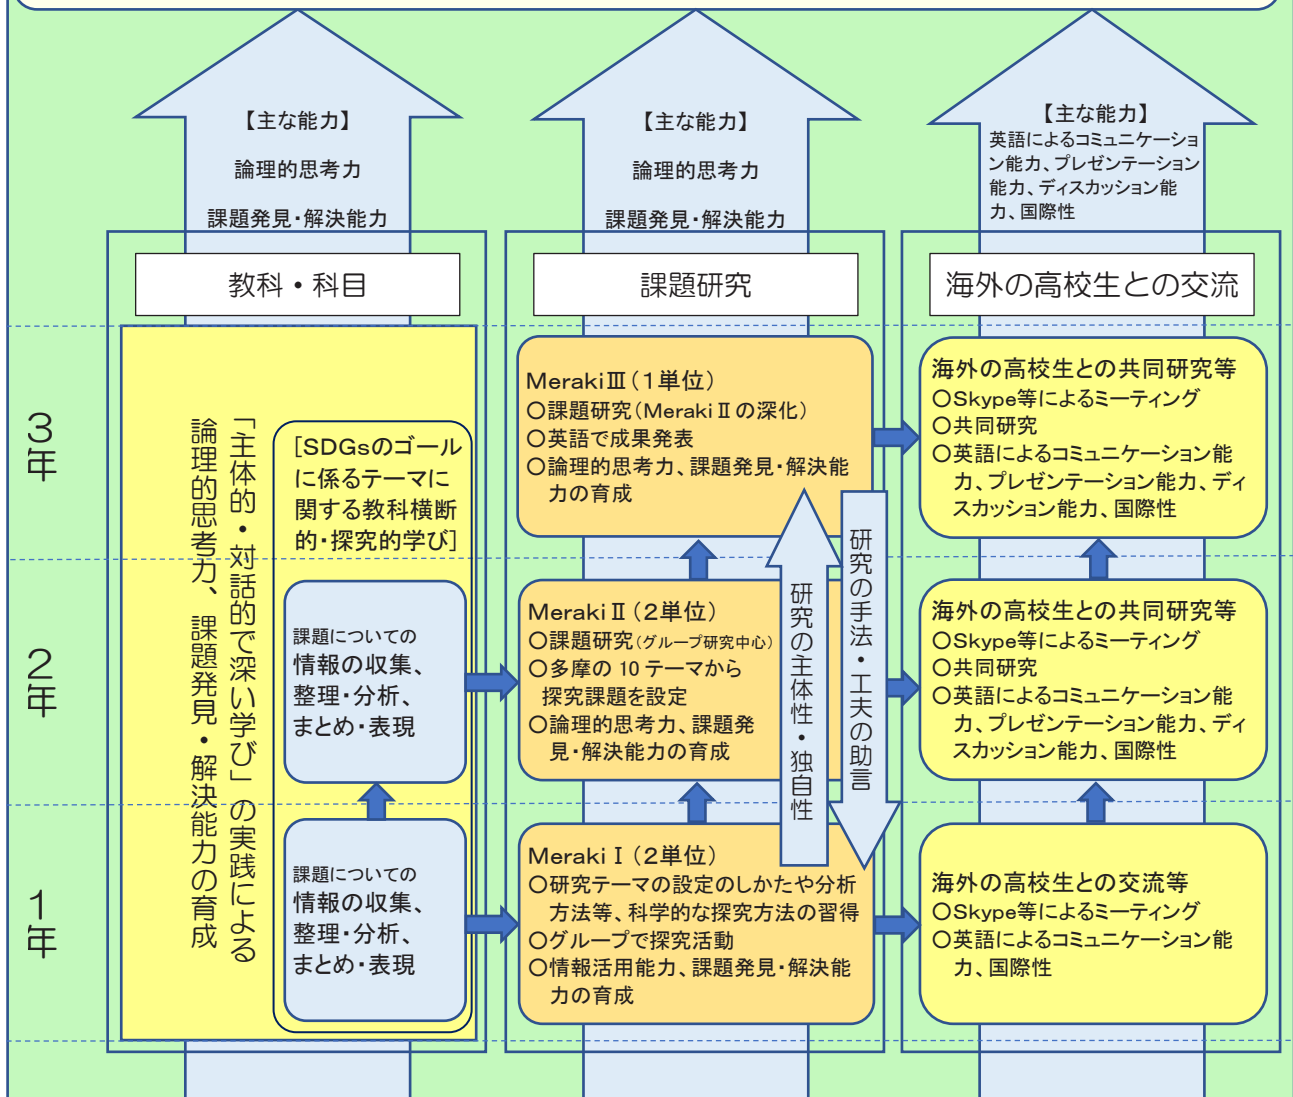 【主な能力】
論理的思考力
課題発見・解決能力
【主な能力】
論理的思考力
課題発見・解決能力
【主な能力】
英語によるコミュニケーショ
ン能力、プレゼンテーション
能力、ディスカッション能
力、国際性
教科・科目
課題研究
海外の高校生との交流
3年
2年
1年
「主体的・対話的で深い学び」の実践による
論理的思考力、課題発見・解決能力の育成
[SDGsのゴール
に係るテーマに
関する教科横断
的・探究的学び]
課題についての
情報の収集、
整理・分析、
まとめ・表現
課題についての
情報の収集、
整理・分析、
まとめ・表現
MerakiⅢ(1単位)
○課題研究(MerakiⅡの深化)
○英語で成果発表
○論理的思考力、課題発見・解決能
力の育成
MerakiⅡ(2単位)
○課題研究(グループ研究中心)
○多摩の10テーマから
探究課題を設定
○論理的思考力、課題発
見・解決能力の育成
MerakiⅠ(2単位)
○研究テーマの設定のしかたや分析
方法等、科学的な探究方法の習得
○グループで探究活動
○情報活用能力、課題発見・解決能
力の育成
研究の主体性・独自性
研究の手法・工夫の助言
海外の高校生との共同研究等
○Skype等によるミーティング
○共同研究
○英語によるコミュニケーション能
力、プレゼンテーション能力、ディ
スカッション能力、国際性
海外の高校生との共同研究等
○Skype等によるミーティング
○共同研究
○英語によるコミュニケーション能
力、プレゼンテーション能力、ディ
スカッション能力、国際性
海外の高校生との交流等
○Skype等によるミーティング
○英語によるコミュニケーション能
力、国際性